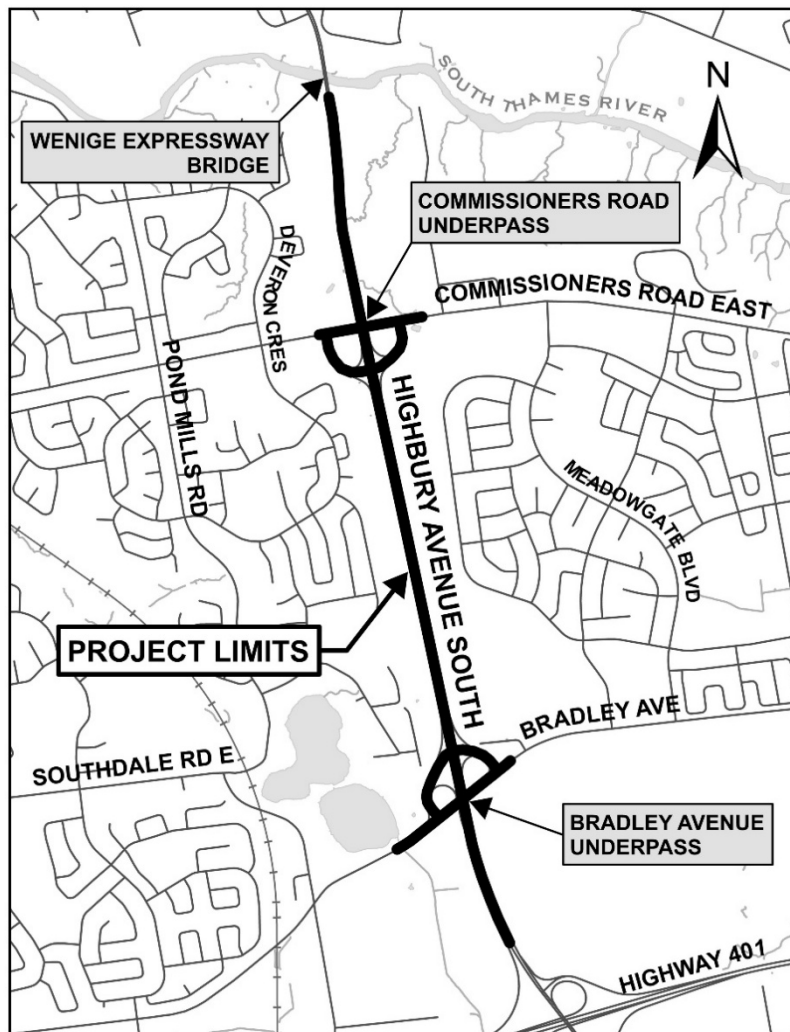 SOUTH THAMES RIVER
N
WENIGE EXPRESSWAY
BRIDGE
COMMISSIONERS ROAD
UNDERPASS
DEVERON CRES
COMMISSIONERS ROAD EAST
POND MILLS RD
HIGHBURY AVENUE SOUTH
MEADOWGATE BLVD
PROJECT LIMITS
BRADLEY AVE
SOUTHDALE RD E
BRADLEY AVENUE
UNDERPASS
HIGHWAY 401